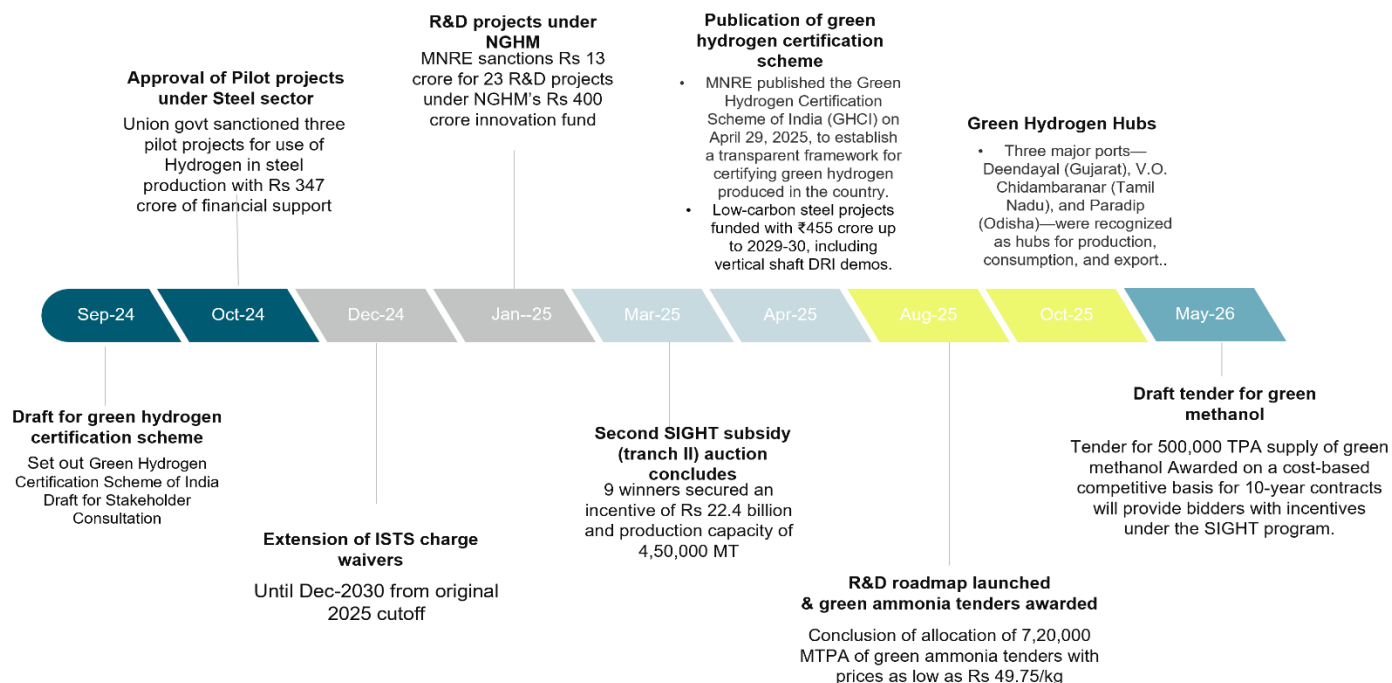 R&D projects under
NGHM
MNRE sanctions Rs 13
crore for 23 R&D projects
under NGHM's Rs 400
crore innovation fund
Publication of green
hydrogen certification
scheme
• MNRE published the Green
Hydrogen Certification
Scheme of India (GHCI) on
April 29, 2025, to establish
a transparent framework for
certifying green hydrogen
produced in the country.
• Low-carbon steel projects
funded with ₹455 crore up
to 2029-30, including
vertical shaft DRI demos.
Approval of Pilot projects
under Steel sector
Union govt sanctioned three
pilot projects for use of
Hydrogen in steel
production with Rs 347
crore of financial support
Green Hydrogen Hubs
• Three major ports—
Deendayal (Gujarat), V.O.
Chidambaranar (Tamil
Nadu), and Paradip
(Odisha)—were recognized
as hubs for production,
consumption, and export..
Sep-24
Oct-24
Dec-24
Jan--25
Mar-25
Apr-25
Aug-25
Oct-25
May-26
Draft for green hydrogen
certification scheme
Set out Green Hydrogen
Certification Scheme of India
Draft for Stakeholder
Consultation
Extension of ISTS charge
waivers
Until Dec-2030 from original
2025 cutoff
Second SIGHT subsidy
(tranch II) auction
concludes
9 winners secured an
incentive of Rs 22.4 billion
and production capacity of
4,50,000 MT
R&D roadmap launched
& green ammonia tenders awarded
Conclusion of allocation of 7,20,000
MTPA of green ammonia tenders with
prices as low as Rs 49.75/kg
Draft tender for green
methanol
Tender for 500,000 TPA supply of green
methanol Awarded on a cost-based
competitive basis for 10-year contracts
will provide bidders with incentives
under the SIGHT program.